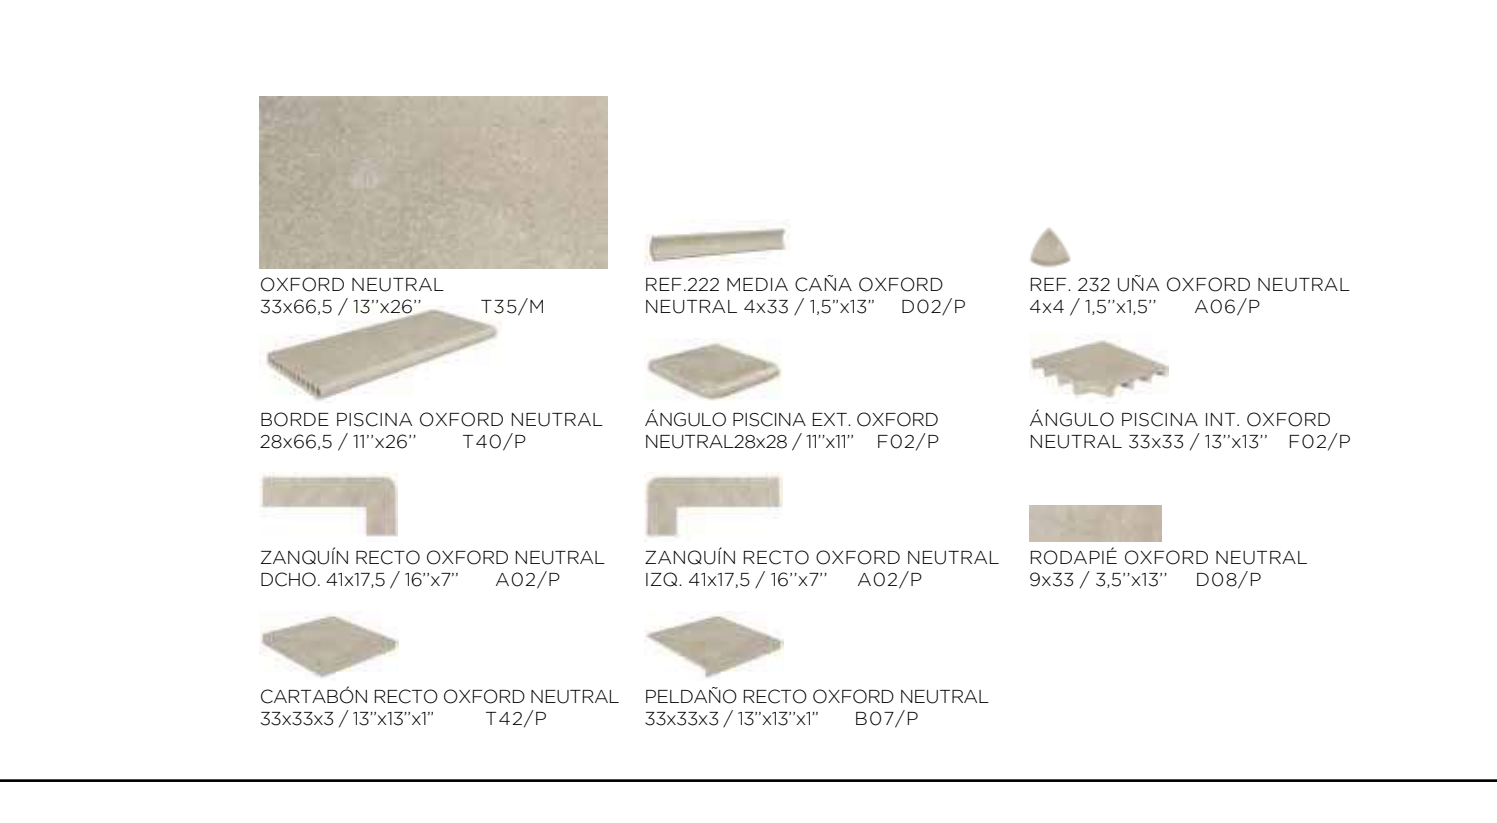 OXFORD NEUTRAL
33x66,5 / 13’’x26’’ T35/M
REF.222 MEDIA CAÑA OXFORD
NEUTRAL 4x33 / 1,5”x13” D02/P
REF. 232 UÑA OXFORD NEUTRAL
4x4 / 1,5’’x1,5’’ A06/P
BORDE PISCINA OXFORD NEUTRAL
28x66,5 / 11’’x26’’ T40/P
ÁNGULO PISCINA EXT. OXFORD
NEUTRAL28x28 / 11’’x11’’ F02/P
ÁNGULO PISCINA INT. OXFORD
NEUTRAL 33x33 / 13’’x13’’ F02/P
ZANQUÍN RECTO OXFORD NEUTRAL
DCHO. 41x17,5 / 16’’x7’’ A02/P
ZANQUÍN RECTO OXFORD NEUTRAL
IZQ. 41x17,5 / 16’’x7’’ A02/P
RODAPIÉ OXFORD NEUTRAL
9x33 / 3,5’’x13’’ D08/P
CARTABÓN RECTO OXFORD NEUTRAL
33x33x3 / 13’’x13’’x1’’ T42/P
PELDAÑO RECTO OXFORD NEUTRAL
33x33x3 / 13’’x13’’x1’’ B07/P